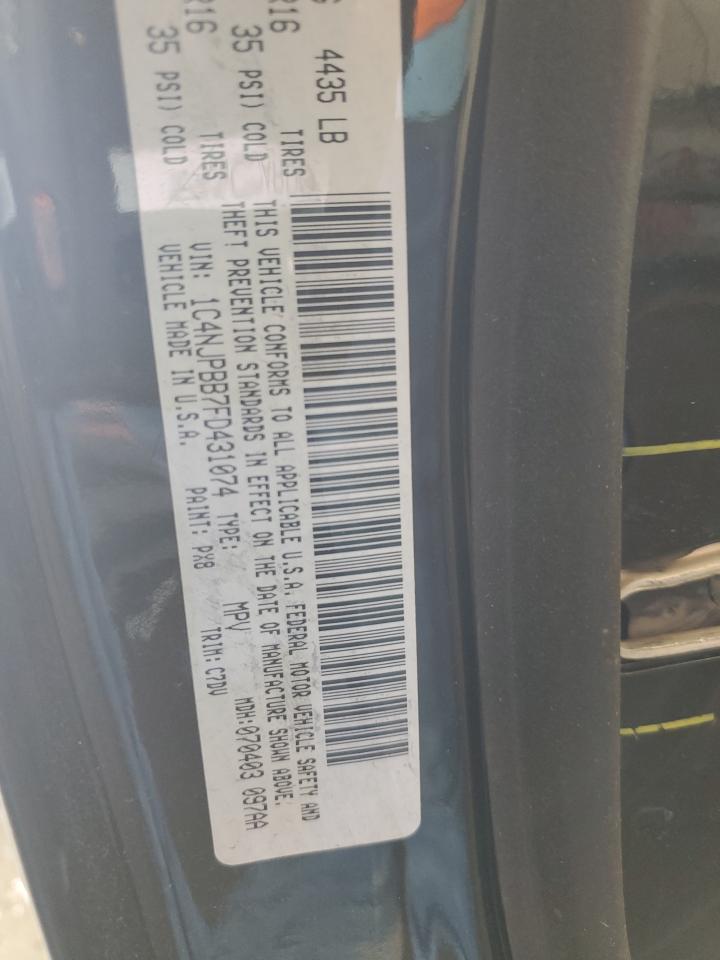 4435 LB
R16 TIRES
35 PSI) COLD
R16 TIRES
35 PSI) COLD
THIS VEHICLE CONFORMS TO ALL APPLICABLE U.S.A. FEDERAL MOTOR VEHICLE SAFETY AND
THEFT PREVENTION STANDARDS IN EFFECT ON THE DATE OF MANUFACTURE SHOWN ABOVE.
VIN: 1C4NJPBB7FD431074 TYPE: MPV MDH:070403 097AA
VEHICLE MADE IN U.S.A. PAINT: PX8 TRIM: C7DV